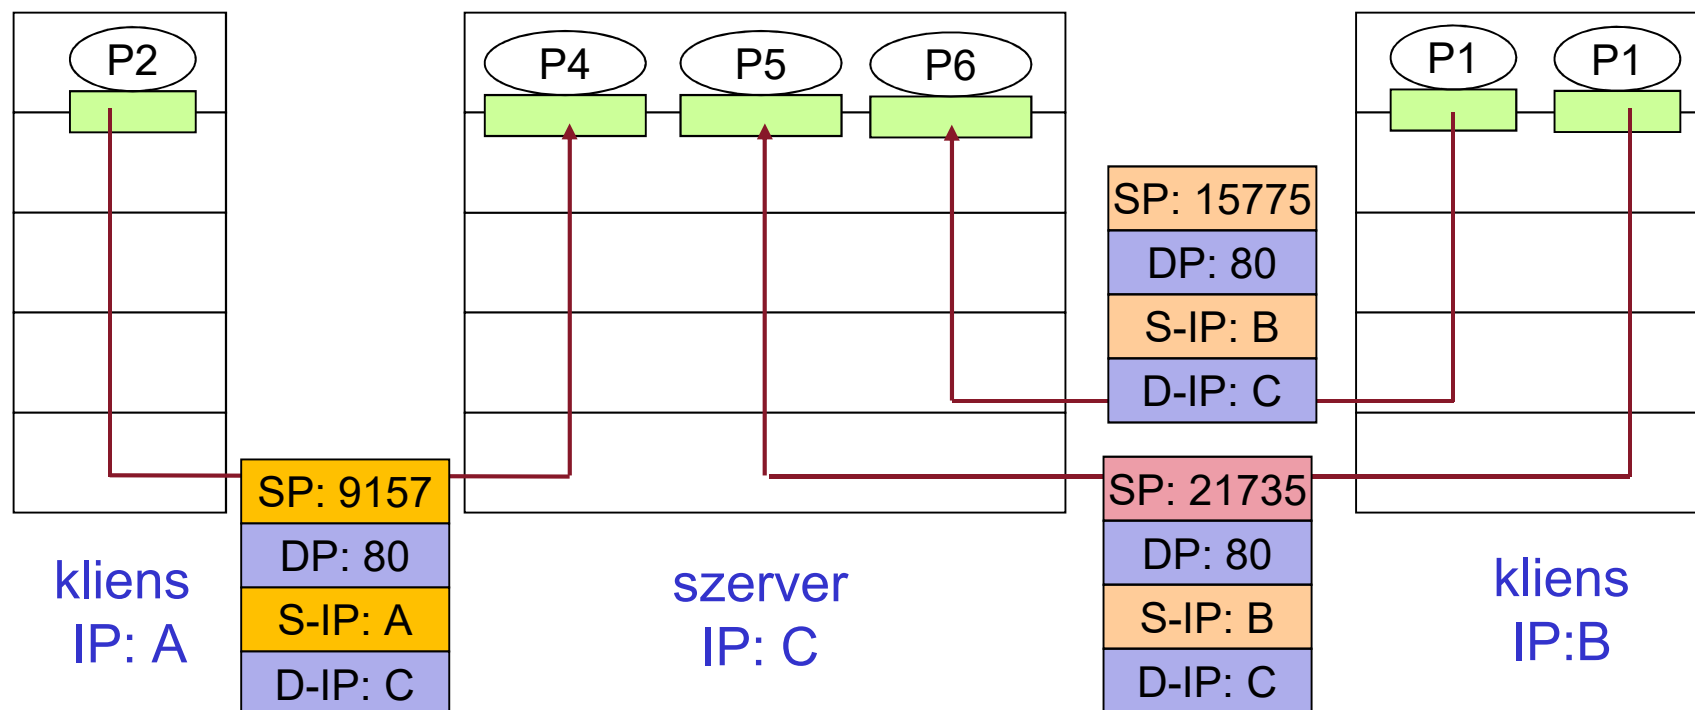 P2
P4
P5
P6
P1
P1
SP: 15775
DP: 80
S-IP: B
D-IP: C
SP: 9157
DP: 80
S-IP: A
D-IP: C
SP: 21735
DP: 80
S-IP: B
D-IP: C
kliens
IP: A
szerver
IP: C
kliens
IP:B